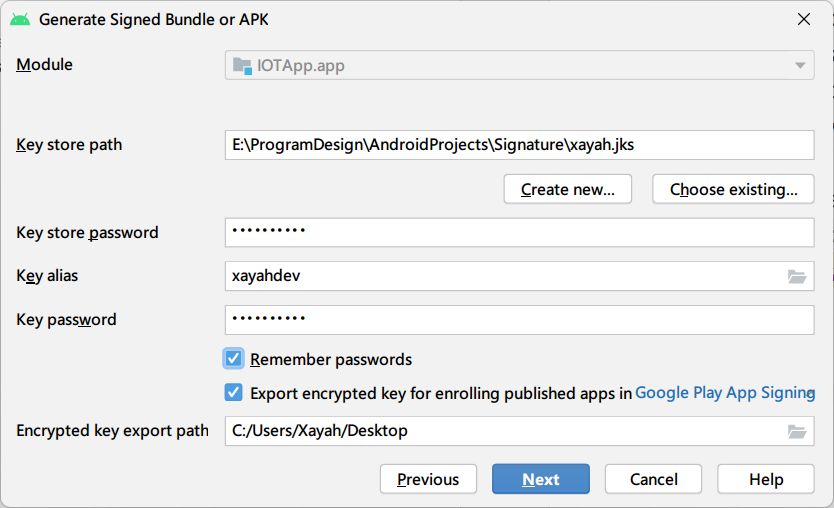 Generate Signed Bundle or APK
Module IOTApp.app
Key store path E:\ProgramDesign\AndroidProjects\Signature\xayah.jks
Create new... Choose existing...
Key store password ••••••••••
Key alias xayahdev
Key password ••••••••••
Remember passwords
Export encrypted key for enrolling published apps in Google Play App Signing
Encrypted key export path C:/Users/Xayah/Desktop
Previous Next Cancel Help